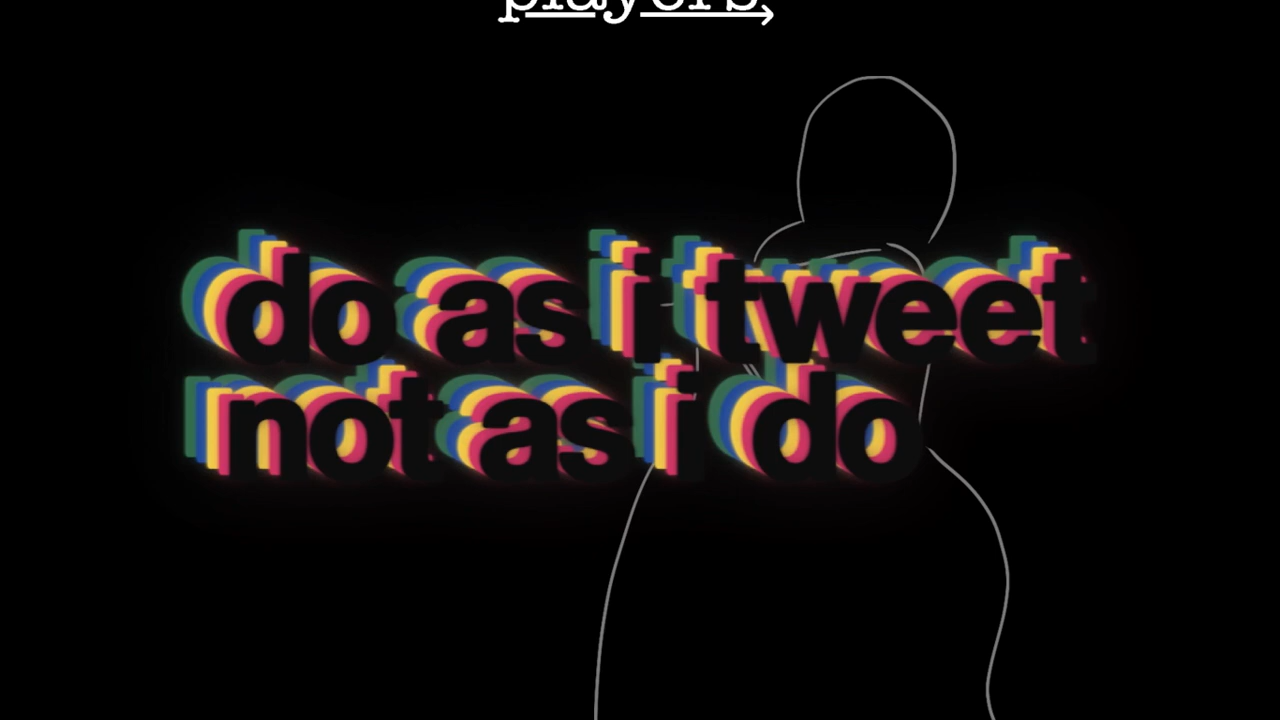 players,
do as i tweet
not as i do